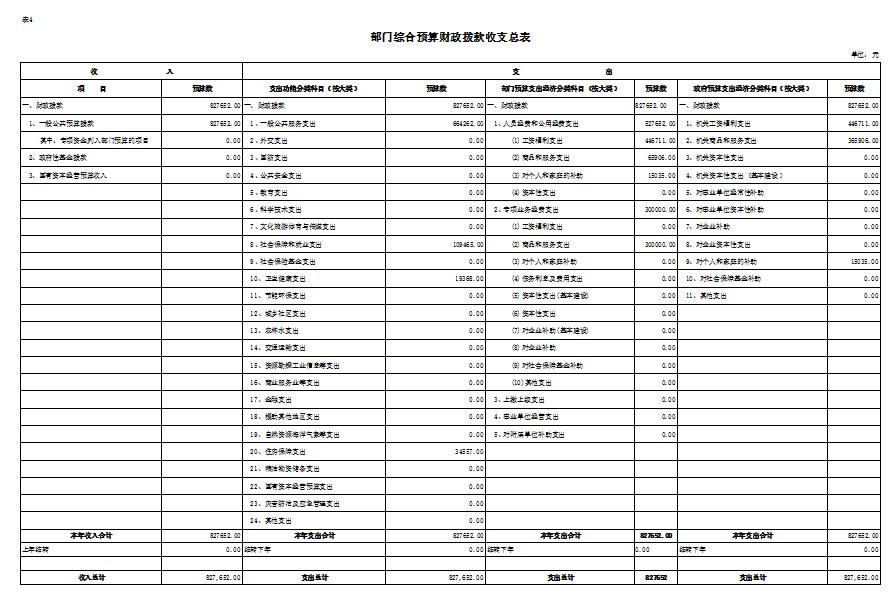 表4
部门综合预算财政拨款收支总表
单位：元
收 入 支 出
项 目 预算数 支出功能分类科目（按大类） 预算数 部门预算支出经济分类科目（按大类） 预算数 政府预算支出经济分类科目（按大类） 预算数
一、财政拨款 827652.00 一、财政拨款 827652.00 一、财政拨款 827652.00 一、财政拨款 827652.00
1、一般公共预算拨款 827652.00 1、一般公共服务支出 664262.00 1、人员经费和公用经费支出 527652.00 1、机关工资福利支出 446711.00
其中：专项资金列入部门预算的项目 0.00 2、外交支出 0.00 (1)工资福利支出 446711.00 2、机关商品和服务支出 365906.00
2、政府性基金拨款 0.00 3、国防支出 0.00 (2)商品和服务支出 65906.00 3、机关资本性支出 0.00
3、国有资本经营预算收入 0.00 4、公共安全支出 0.00 (3)对个人和家庭的补助 15035.00 4、机关资本性支出（基本建设） 0.00
5、教育支出 0.00 (4)资本性支出 0.00 5、对事业单位经常性补助 0.00
6、科学技术支出 0.00 2、专项业务经费支出 300000.00 6、对事业单位资本性补助 0.00
7、文化旅游体育与传媒支出 0.00 (1)工资福利支出 0.00 7、对企业补助 0.00
8、社会保障和就业支出 109465.00 (2)商品和服务支出 300000.00 8、对企业资本性支出 0.00
9、社会保险基金支出 0.00 (3)对个人和家庭补助 0.00 9、对个人和家庭的补助 15035.00
10、卫生健康支出 19368.00 (4)债务利息及费用支出 0.00 10、对社会保障基金补助 0.00
11、节能环保支出 0.00 (5)资本性支出(基本建设) 0.00 11、其他支出 0.00
12、城乡社区支出 0.00 (6)资本性支出 0.00
13、农林水支出 0.00 (7)对企业补助(基本建设) 0.00
14、交通运输支出 0.00 (8)对企业补助 0.00
15、资源勘探工业信息等支出 0.00 (9)对社会保障基金补助 0.00
16、商业服务业等支出 0.00 (10)其他支出 0.00
17、金融支出 0.00 3、上缴上级支出 0.00
18、援助其他地区支出 0.00 4、事业单位经营支出 0.00
19、自然资源海洋气象等支出 0.00 5、对附属单位补助支出 0.00
20、住房保障支出 34557.00
21、粮油物资储备支出 0.00
22、国有资本经营预算支出 0.00
23、灾害防治及应急管理支出 0.00
24、其他支出 0.00
本年收入合计 827652.00 本年支出合计 827652.00 本年支出合计 827652.00 本年支出合计 827652.00
上年结转 0.00 结转下年 0.00 结转下年 0.00 结转下年 0.00
收入总计 827,652.00 支出总计 827,652.00 支出总计 827652 支出总计 827,652.00